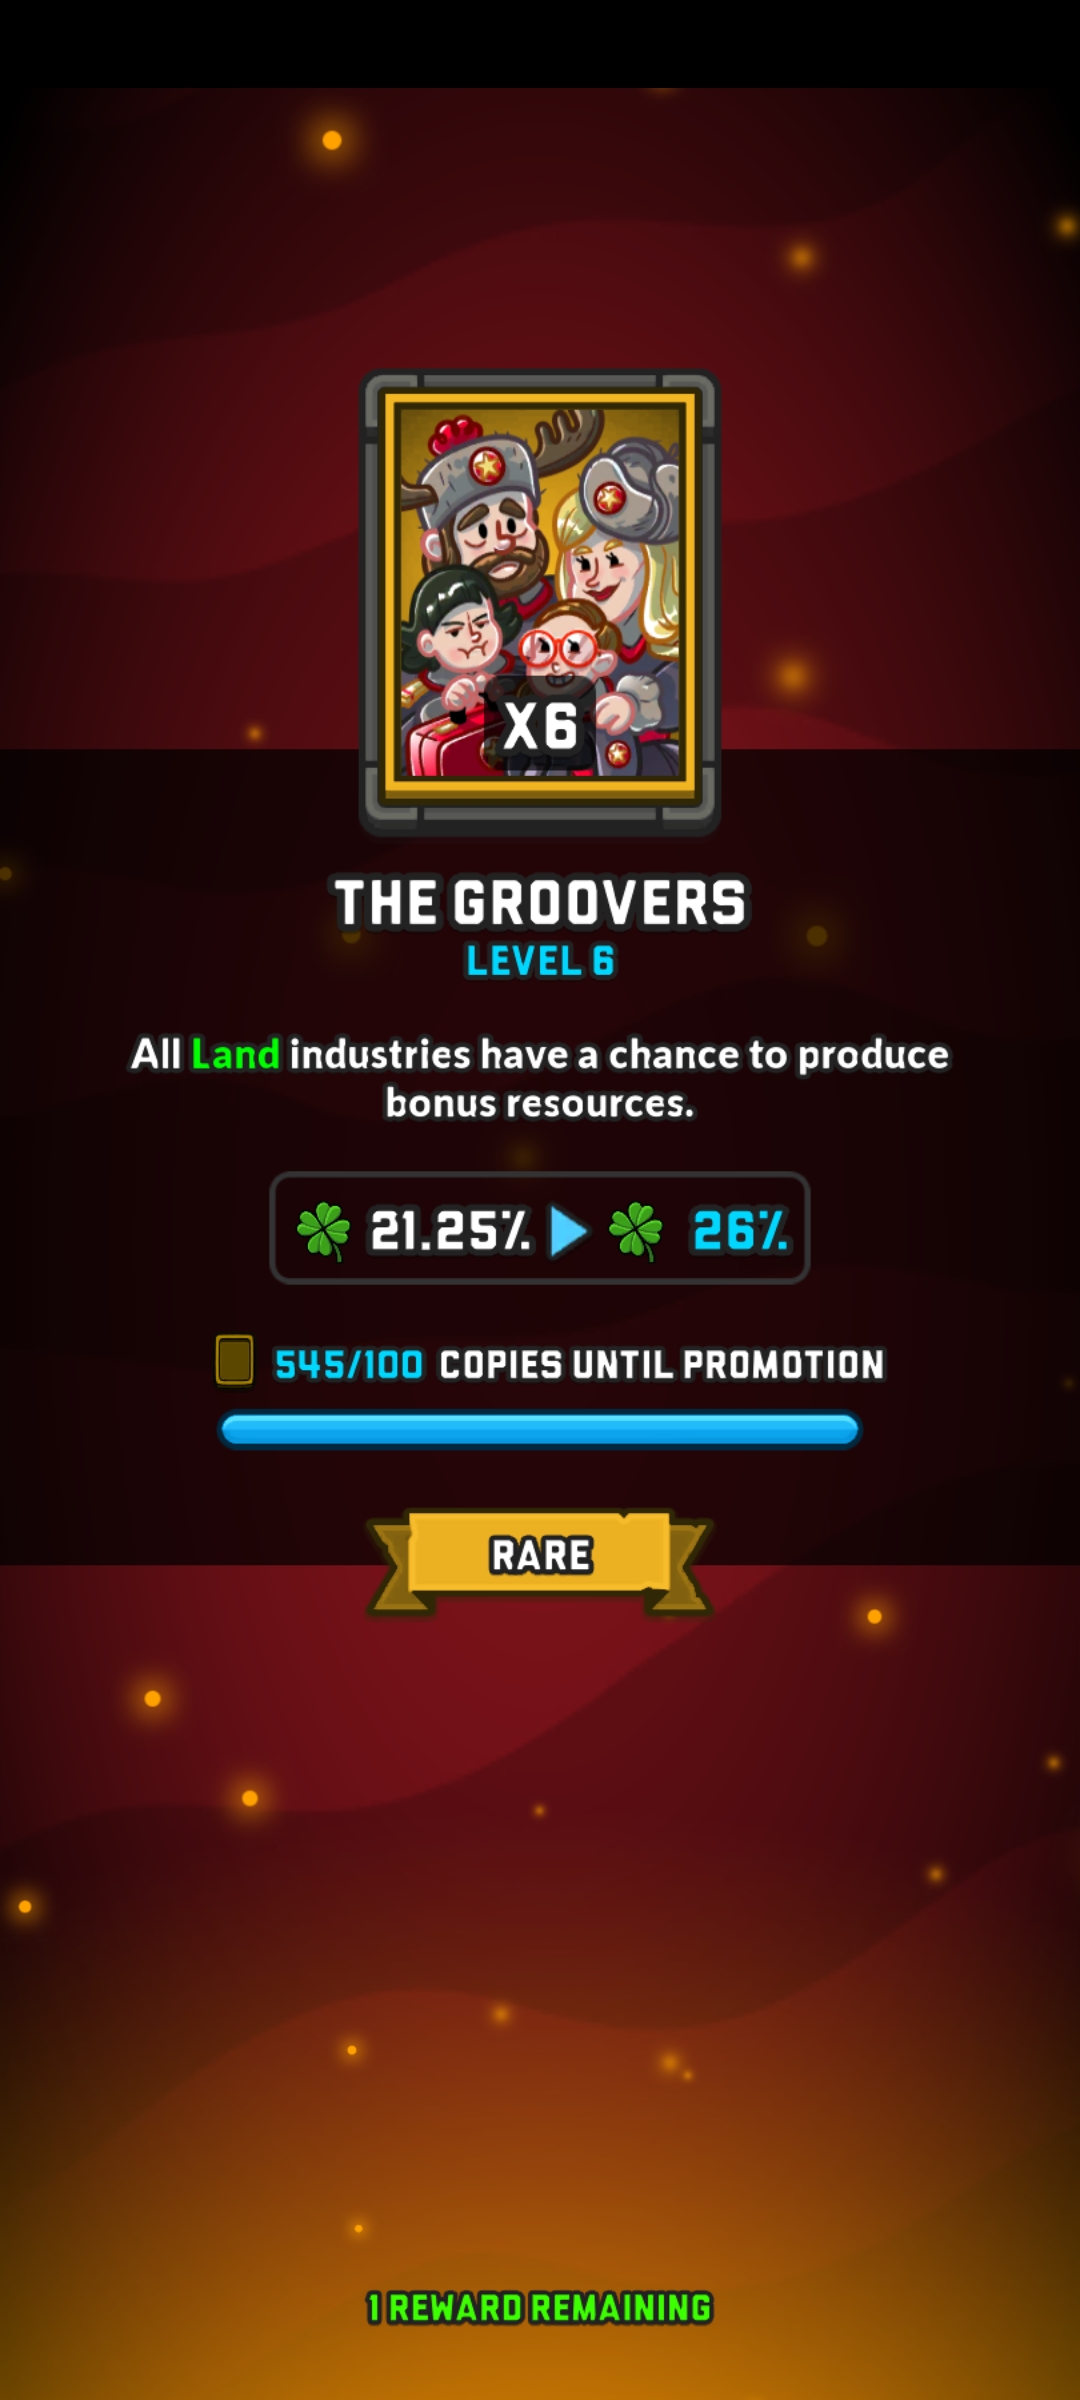 X6
THE GROOVERS
LEVEL 6
All Land industries have a chance to produce
bonus resources.
21.25% 26%
545/100 COPIES UNTIL PROMOTION
RARE
1 REWARD REMAINING